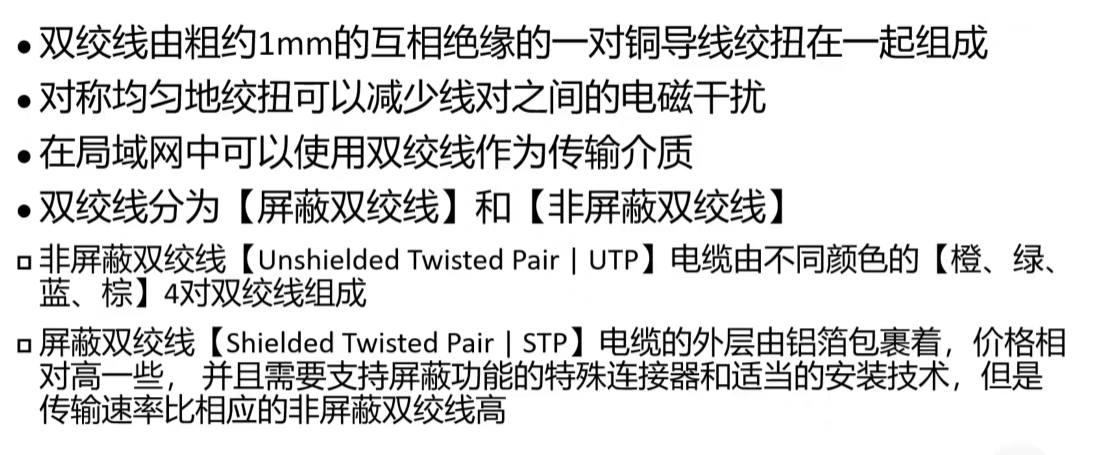 • 双绞线由粗约1mm的互相绝缘的一对铜导线绞扭在一起组成
• 对称均匀地绞扭可以减少线对之间的电磁干扰
• 在局域网中可以使用双绞线作为传输介质
• 双绞线分为【屏蔽双绞线】和【非屏蔽双绞线】
¤ 非屏蔽双绞线【Unshielded Twisted Pair | UTP】电缆由不同颜色的【橙、绿、
蓝、棕】4对双绞线组成
¤ 屏蔽双绞线【Shielded Twisted Pair | STP】电缆的外层由铝箔包裹着，价格相
对高一些， 并且需要支持屏蔽功能的特殊连接器和适当的安装技术，但是
传输速率比相应的非屏蔽双绞线高